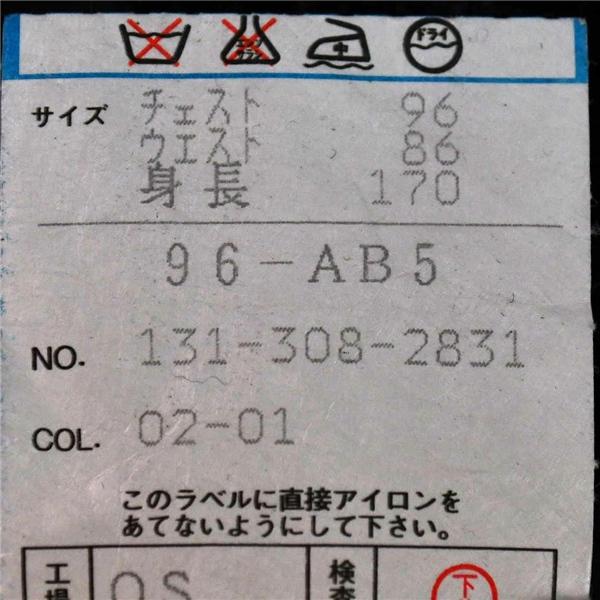 中 ドライ
サイズ チェスト 96
ウエスト 86
身長 170
96-AB5
NO. 131-308-2831
COL. 02-01
このラベルに直接アイロンを
あてないようにして下さい。
工場 OS 検査 下